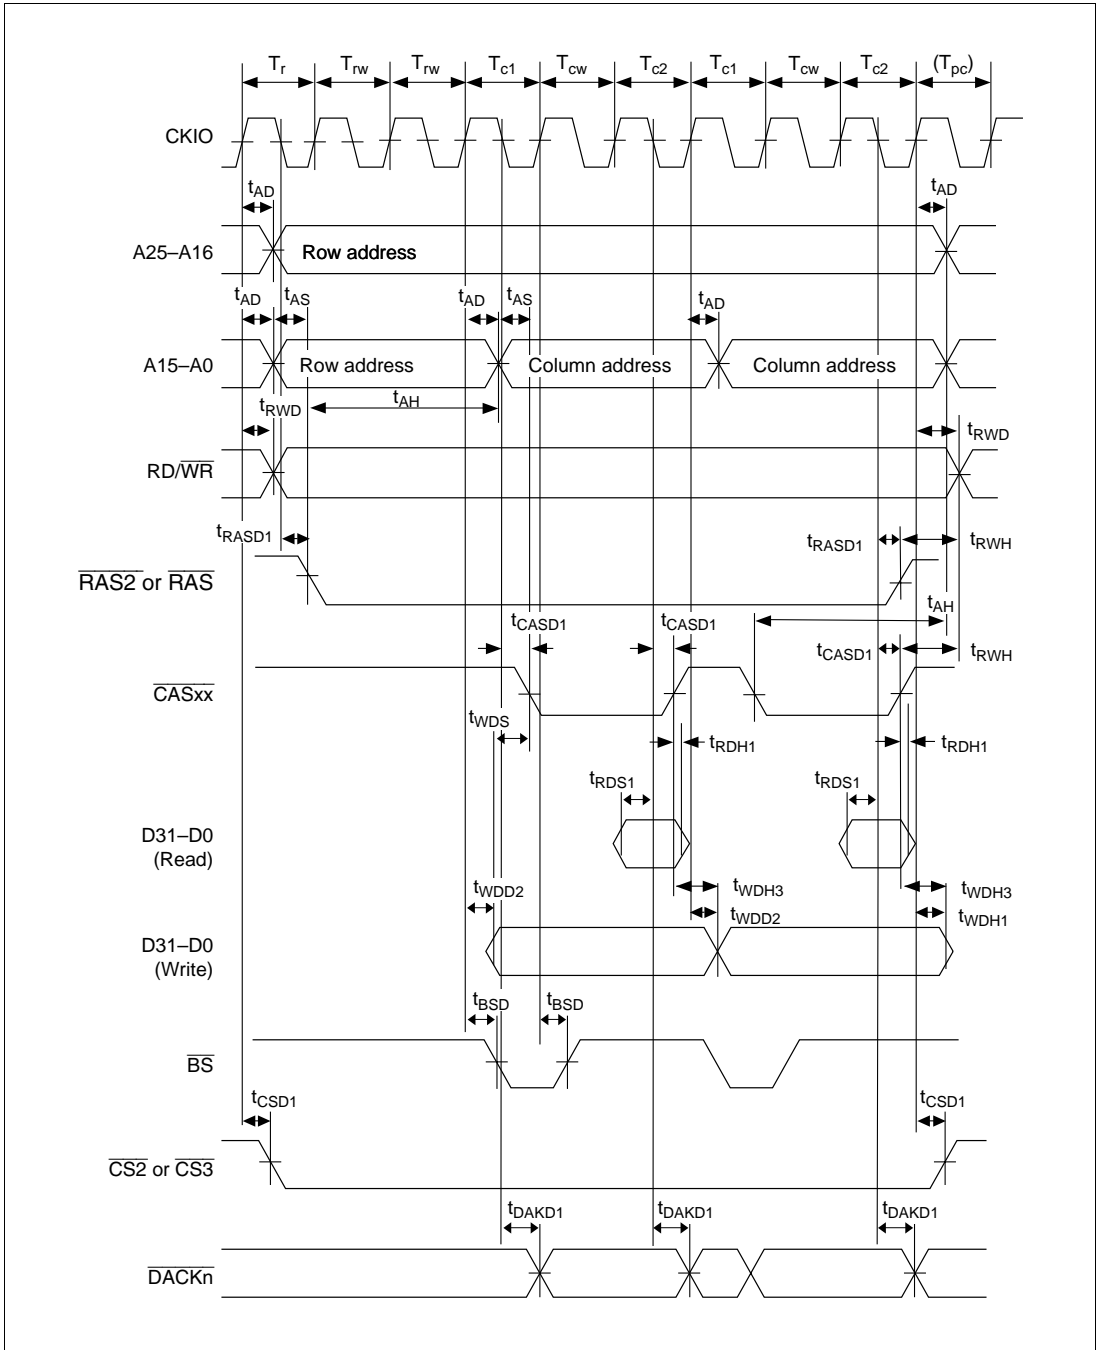 Tr Trw Trw Tc1 Tcw Tc2 Tc1 Tcw Tc2 (Tpc)
CKIO
tAD tAD
A25–A16 Row address
tAD tAS tAD tAS tAD
A15–A0 Row address Column address Column address
tAH
tRWD tRWD
RD/WR
tRASD1 tRASD1 tRWH
RAS2 or RAS
tAH
tCASD1 tCASD1 tCASD1 tRWH
CASxx
tWDS tRDH1 tRDH1
tRDS1 tRDS1
D31–D0
(Read)
tWDD2 tWDH3 tWDH3
tWDD2 tWDH1
D31–D0
(Write)
tBSD tBSD
BS
tCSD1 tCSD1
CS2 or CS3
tDAKD1 tDAKD1 tDAKD1
DACKn